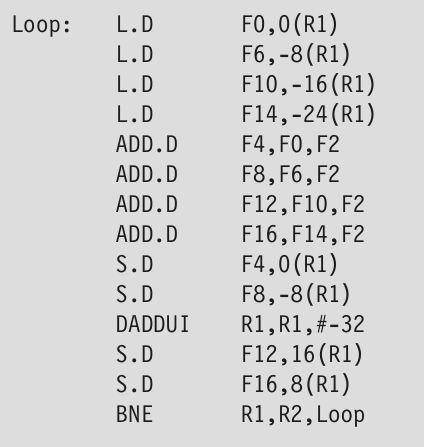 Loop: L.D F0,0(R1)
L.D F6,-8(R1)
L.D F10,-16(R1)
L.D F14,-24(R1)
ADD.D F4,F0,F2
ADD.D F8,F6,F2
ADD.D F12,F10,F2
ADD.D F16,F14,F2
S.D F4,0(R1)
S.D F8,-8(R1)
DADDUI R1,R1,#-32
S.D F12,16(R1)
S.D F16,8(R1)
BNE R1,R2,Loop